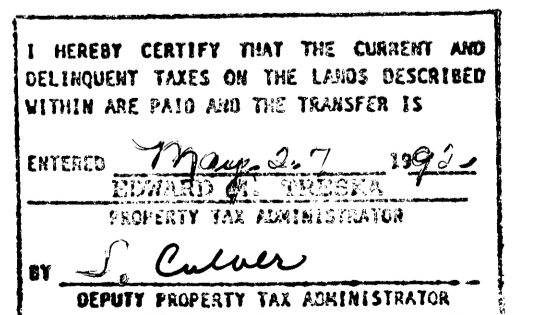 I HEREBY CERTIFY THAT THE CURRENT AND
DELINQUENT TAXES ON THE LANDS DESCRIBED
WITHIN ARE PAID AND THE TRANSFER IS
ENTERED May 27 199
EDWARD M. TRESKA
PROPERTY TAX ADMINISTRATOR
BY S. Culver
DEPUTY PROPERTY TAX ADMINISTRATOR